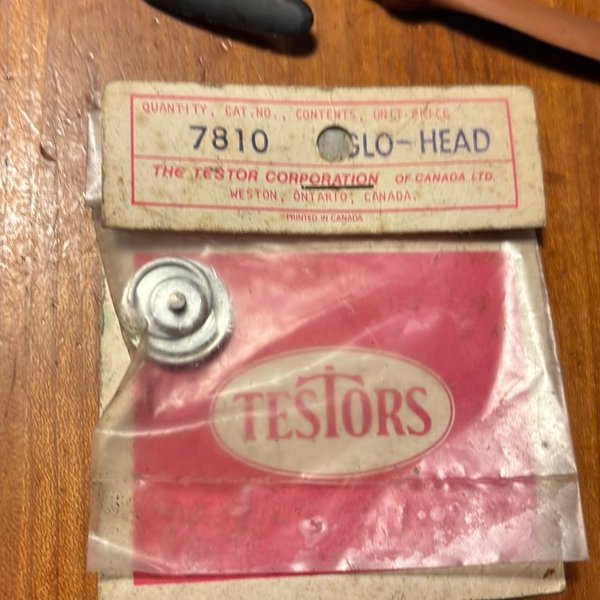 QUANTITY, CAT.NO., CONTENTS, UNIT PRICE
7810 GLO-HEAD
THE TESTOR CORPORATION OF CANADA LTD.
WESTON, ONTARIO, CANADA.
PRINTED IN CANADA
TESTORS